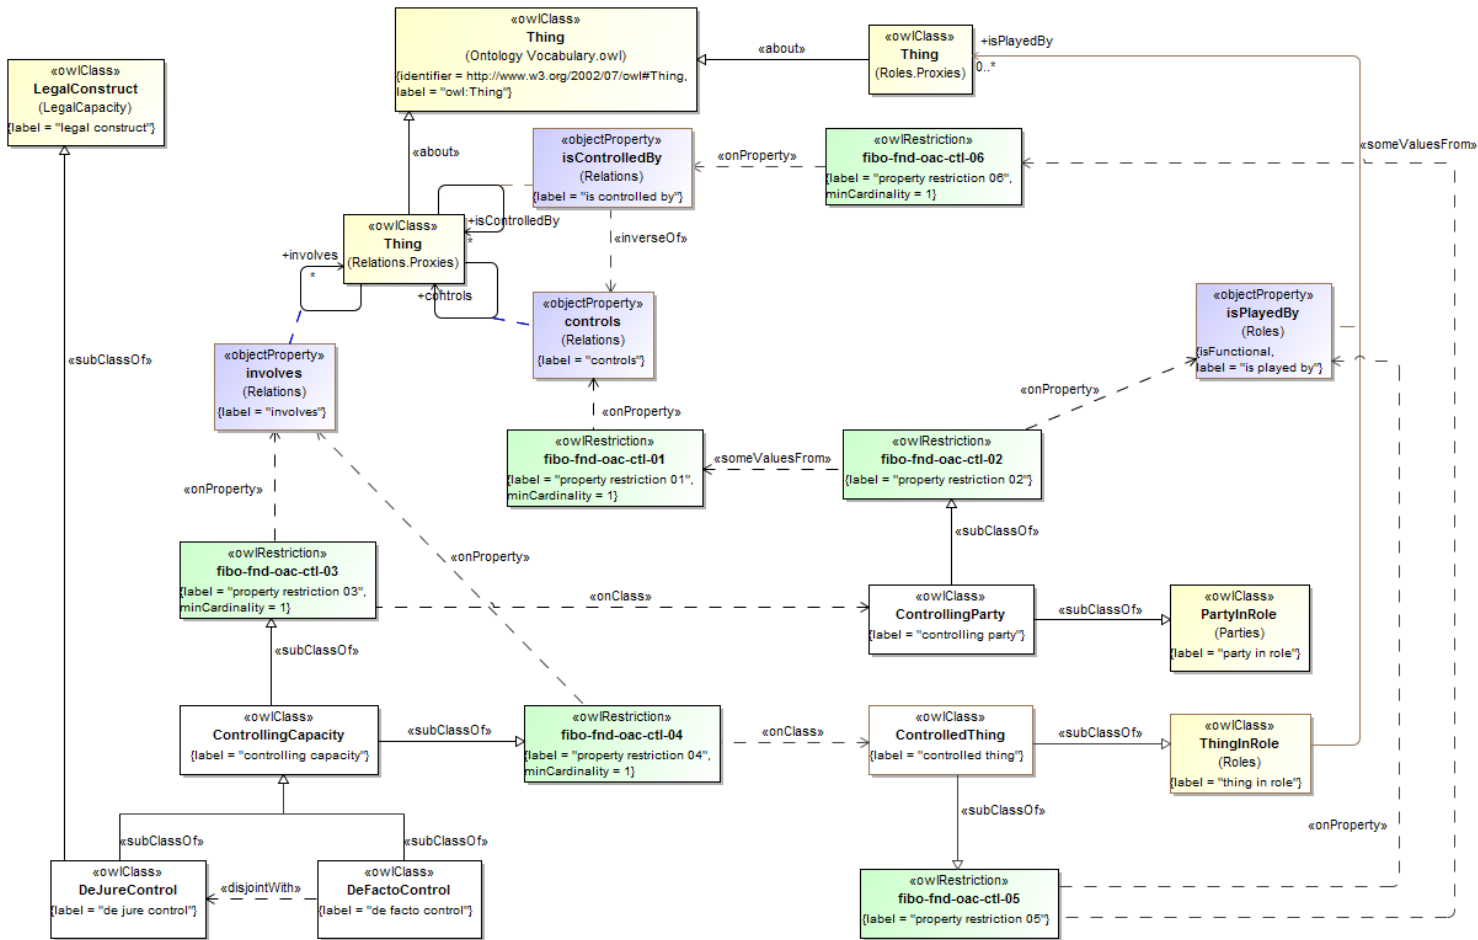 «owlClass»
Thing
(Ontology Vocabulary.owl)
{identifier = http://www.w3.org/2002/07/owl#Thing,
label = "owl:Thing"}
«about»
«owlClass»
Thing
(Roles.Proxies)
+isPlayedBy
0..*
«owlClass»
LegalConstruct
(LegalCapacity)
{label = "legal construct"}
«about»
«objectProperty»
isControlledBy
(Relations)
{label = "is controlled by"}
«onProperty»
«owlRestriction»
fibo-fnd-oac-ctl-06
{label = "property restriction 06",
minCardinality = 1}
«someValuesFrom»
+isControlledBy
*
«owlClass»
Thing
(Relations.Proxies)
«inverseOf»
+involves
*
+controls
«objectProperty»
controls
(Relations)
{label = "controls"}
«objectProperty»
isPlayedBy
(Roles)
{isFunctional,
label = "is played by"}
«subClassOf»
«objectProperty»
involves
(Relations)
{label = "involves"}
«onProperty»
«onProperty»
«owlRestriction»
fibo-fnd-oac-ctl-01
{label = "property restriction 01",
minCardinality = 1}
«someValuesFrom»
«owlRestriction»
fibo-fnd-oac-ctl-02
{label = "property restriction 02"}
«onProperty»
«subClassOf»
«onProperty»
«owlRestriction»
fibo-fnd-oac-ctl-03
{label = "property restriction 03",
minCardinality = 1}
«onClass»
«owlClass»
ControllingParty
{label = "controlling party"}
«subClassOf»
«owlClass»
PartyInRole
(Parties)
{label = "party in role"}
«subClassOf»
«owlClass»
ControllingCapacity
{label = "controlling capacity"}
«subClassOf»
«owlRestriction»
fibo-fnd-oac-ctl-04
{label = "property restriction 04",
minCardinality = 1}
«onClass»
«owlClass»
ControlledThing
{label = "controlled thing"}
«subClassOf»
«owlClass»
ThingInRole
(Roles)
{label = "thing in role"}
«subClassOf»
«onProperty»
«subClassOf»
«subClassOf»
«owlClass»
DeJureControl
{label = "de jure control"}
«disjointWith»
«owlClass»
DeFactoControl
{label = "de facto control"}
«owlRestriction»
fibo-fnd-oac-ctl-05
{label = "property restriction 05"}